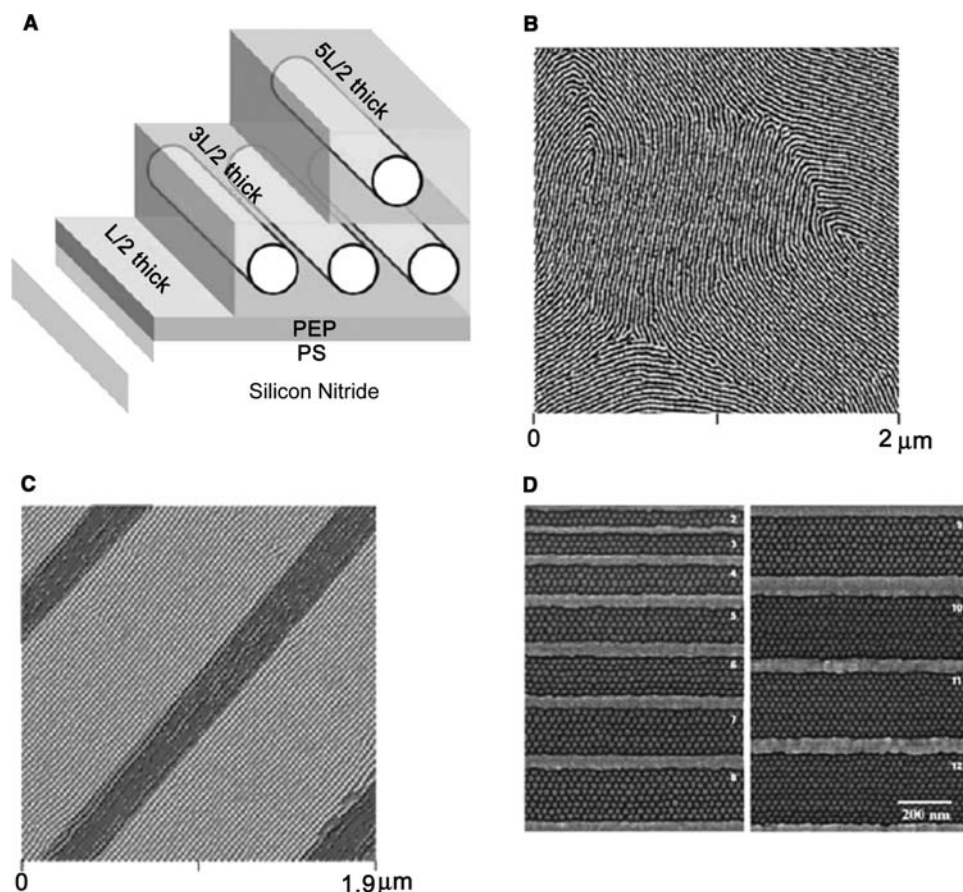 A
5L/2 thick
3L/2 thick
L/2 thick
PEP
PS
Silicon Nitride
B
0
2 μm
C
0
1.9μm
D
2
3
4
5
6
7
8
9
10
11
12
200 nm